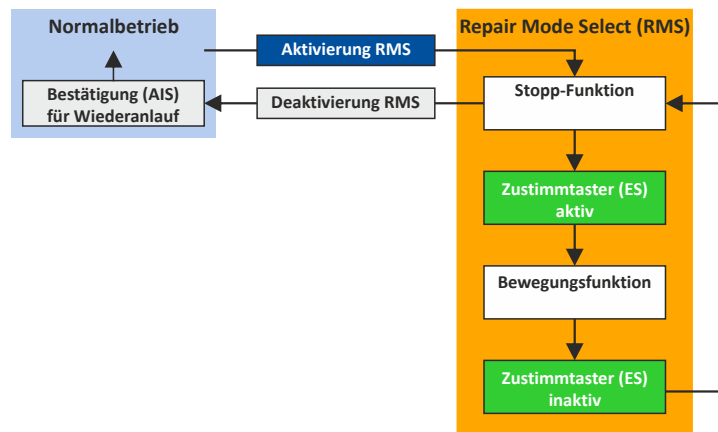 Normalbetrieb
Aktivierung RMS
Repair Mode Select (RMS)
Bestätigung (AIS)
für Wiederanlauf
Deaktivierung RMS
Stopp-Funktion
Zustimmtaster (ES)
aktiv
Bewegungsfunktion
Zustimmtaster (ES)
inaktiv